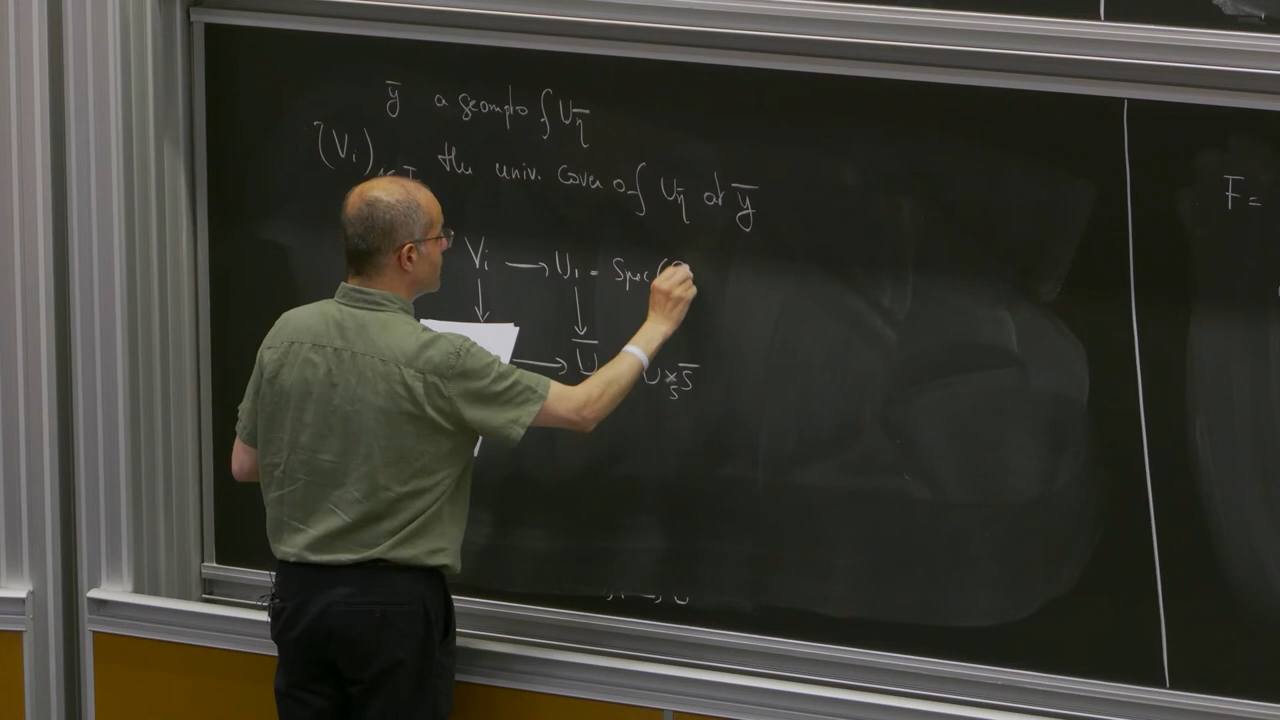 ȳ a geom pt of U_η̄
(V_i)_{i∈I} the univ. cover of U_η̄ at ȳ
V_i → U_i = Spec(
↓ ↓
→ Ū U ×_S S̄
→ U
F =